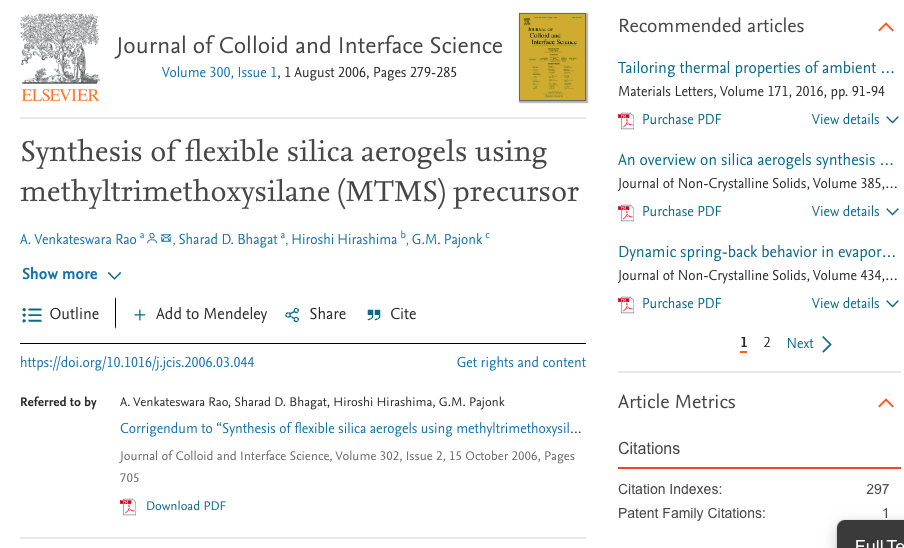 ELSEVIER
Journal of Colloid and Interface Science
Volume 300, Issue 1, 1 August 2006, Pages 279-285
Journal of
Colloid and
Interface Science
Synthesis of flexible silica aerogels using
methyltrimethoxysilane (MTMS) precursor
A. Venkateswara Rao a, Sharad D. Bhagat a, Hiroshi Hirashima b, G.M. Pajonk c
Show more
Outline
Add to Mendeley
Share
Cite
https://doi.org/10.1016/j.jcis.2006.03.044
Get rights and content
Referred to by
A. Venkateswara Rao, Sharad D. Bhagat, Hiroshi Hirashima, G.M. Pajonk
Corrigendum to “Synthesis of flexible silica aerogels using methyltrimethoxysil...
Journal of Colloid and Interface Science, Volume 302, Issue 2, 15 October 2006, Pages
705
Download PDF
Recommended articles
Tailoring thermal properties of ambient ...
Materials Letters, Volume 171, 2016, pp. 91-94
Purchase PDF
View details
An overview on silica aerogels synthesis ...
Journal of Non-Crystalline Solids, Volume 385,...
Purchase PDF
View details
Dynamic spring-back behavior in evapor...
Journal of Non-Crystalline Solids, Volume 434,...
Purchase PDF
View details
1 2 Next
Article Metrics
Citations
Citation Indexes: 297
Patent Family Citations: 1